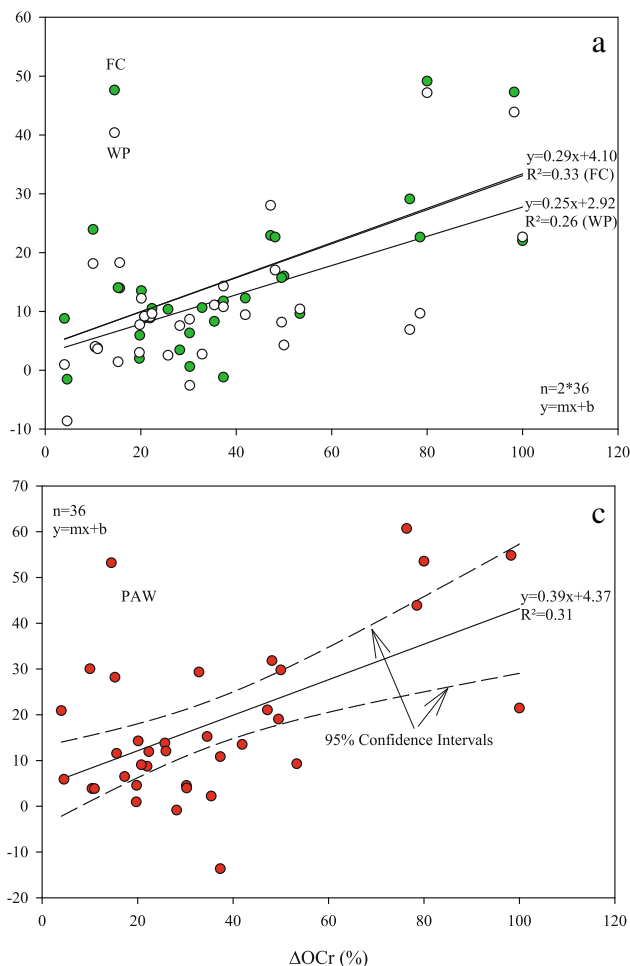 60
a
50
FC
40
WP
30
y=0.29x+4.10
R²=0.33 (FC)
y=0.25x+2.92
R²=0.26 (WP)
20
10
0
n=2*36
y=mx+b
-10
0 20 40 60 80 100 120
70
n=36
y=mx+b
c
60
50
PAW
y=0.39x+4.37
R²=0.31
40
30
20
95% Confidence Intervals
10
0
-10
-20
0 20 40 60 80 100 120
ΔOCr (%)